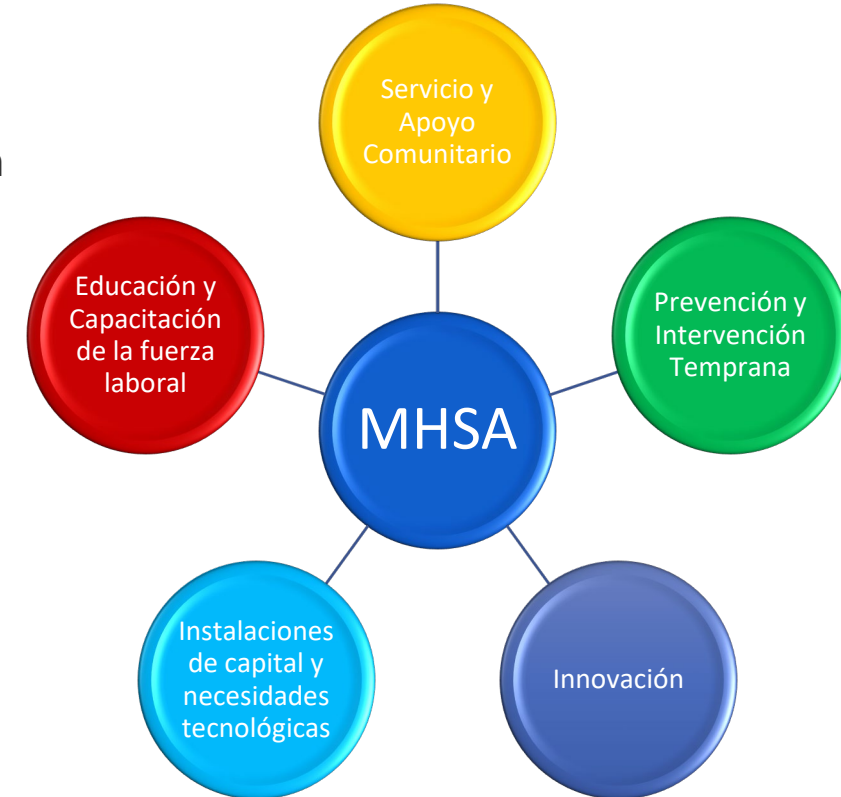 Servicio y
Apoyo
Comunitario
Prevención y
Intervención
Temprana
Innovación
Instalaciones
de capital y
necesidades
tecnológicas
Educación y
Capacitación
de la fuerza
laboral
MHSA